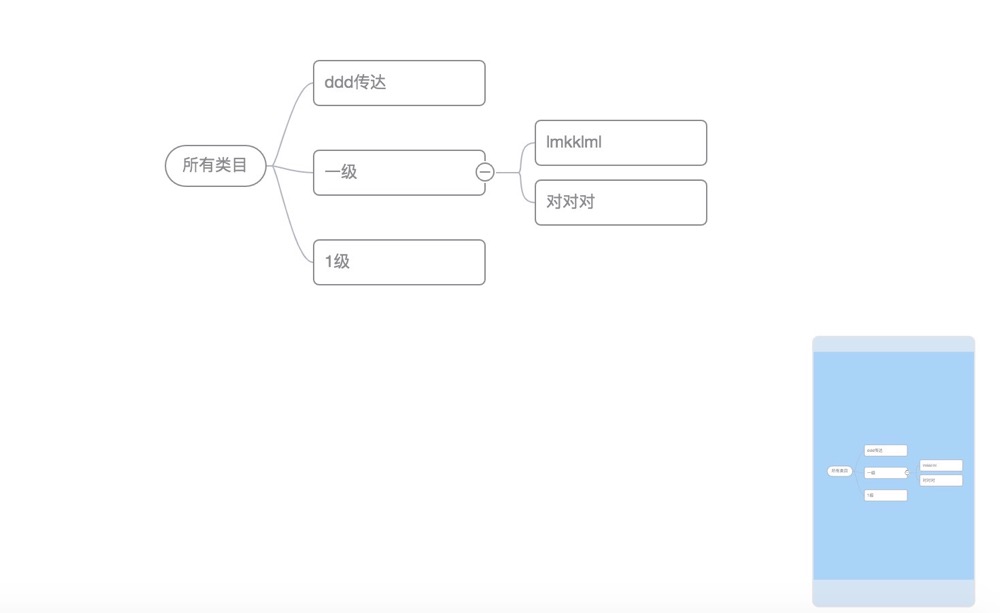 ddd传达
所有类目
一级
lmkklml
对对对
1级
ddd传达
所有类目
一级
lmkklml
对对对
1级